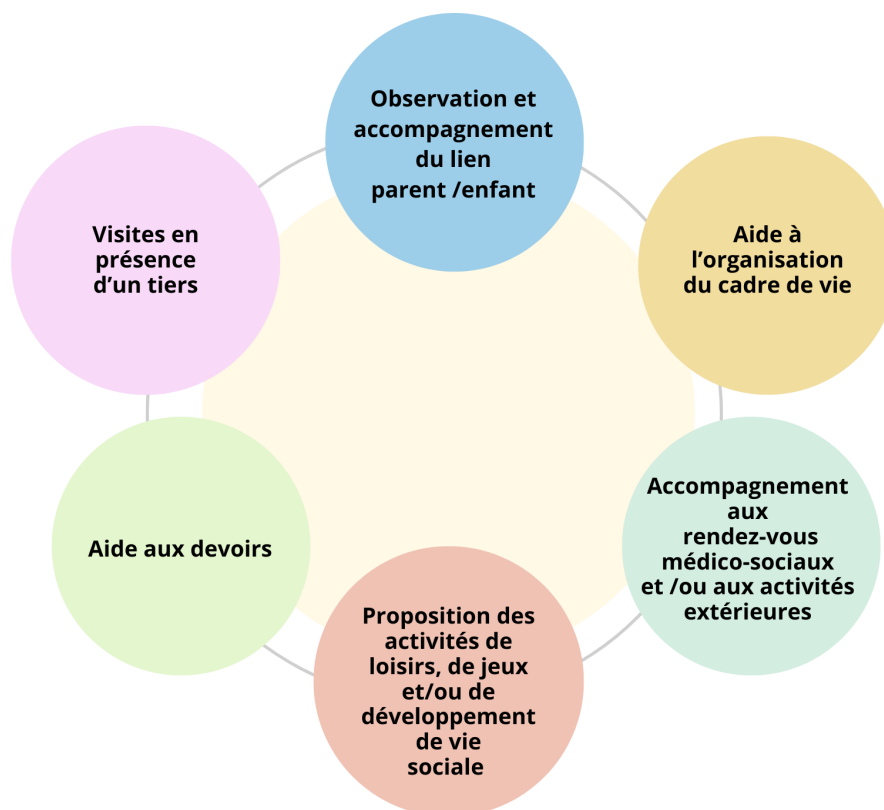 Observation et
accompagnement
du lien
parent /enfant
Aide à
l’organisation
du cadre de vie
Accompagnement
aux
rendez-vous
médico-sociaux
et /ou aux activités
extérieures
Proposition des
activités de
loisirs, de jeux
et/ou de
développement
de vie
sociale
Aide aux devoirs
Visites en
présence
d’un tiers